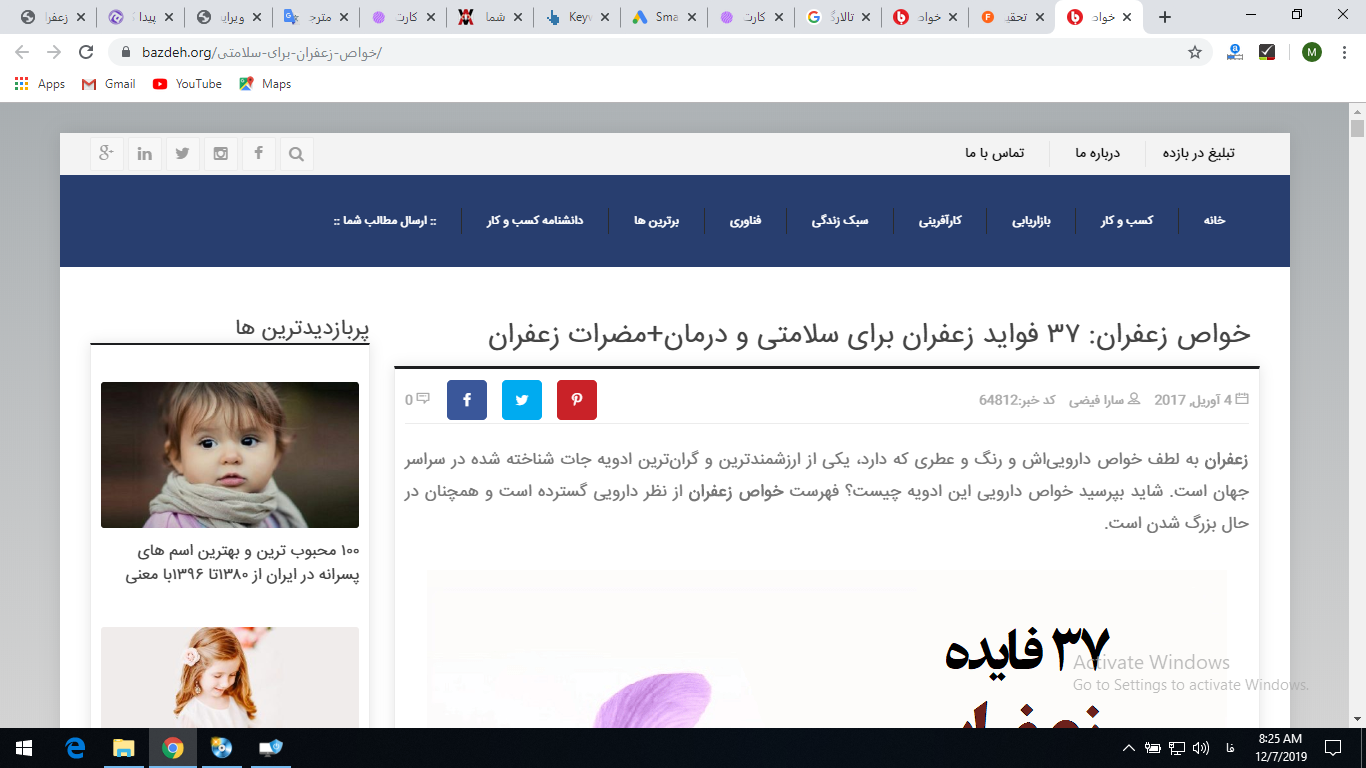 زعفرا
پیدا
ویرایـ
مترجـ
کارت
شما
Keyw
Sma
کارت
تالارگ
خواد
خواد
تحقیـ
خواد
bazdeh.org/خواص-زعفران-برای-سلامتی/
M
Apps
Gmail
YouTube
Maps
تبلیغ در بازده
درباره ما
تماس با ما
خانه
کسب و کار
بازاریابی
کارآفرینی
سبک زندگی
فناوری
برترین ها
دانشنامه کسب و کار
:: ارسال مطالب شما ::
خواص زعفران: ۳۷ فواید زعفران برای سلامتی و درمان+مضرات زعفران
4 آوریل, 2017
سارا فیضی
کد خبر:64812
0
زعفران به لطف خواص دارویی‌اش و رنگ و عطری که دارد، یکی از ارزشمندترین و گران‌ترین ادویه جات شناخته شده در سراسر
جهان است. شاید بپرسید خواص دارویی این ادویه چیست؟ فهرست خواص زعفران از نظر دارویی گسترده است و همچنان در
حال بزرگ شدن است.
۳۷ فایده
زعفران
پربازدیدترین ها
۱۰۰ محبوب ترین و بهترین اسم های
پسرانه در ایران از ۱۳۸۰تا ۱۳۹۶با معنی
Activate Windows
Go to Settings to activate Windows.
فا
8:25 AM
12/7/2019